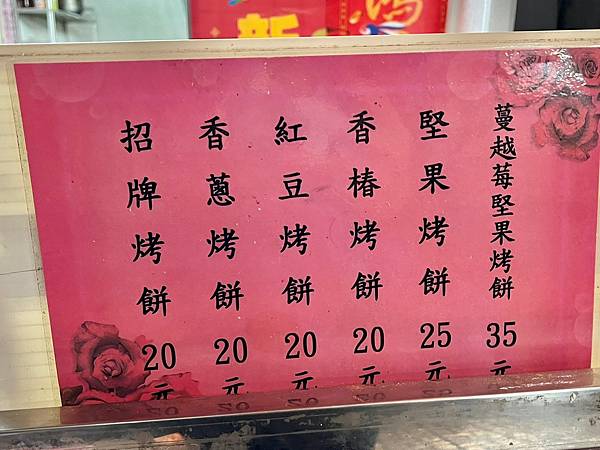 蔓越莓堅果烤餅 35元
堅果烤餅 25元
香椿烤餅 20元
紅豆烤餅 20元
香蔥烤餅 20元
招牌烤餅 20元